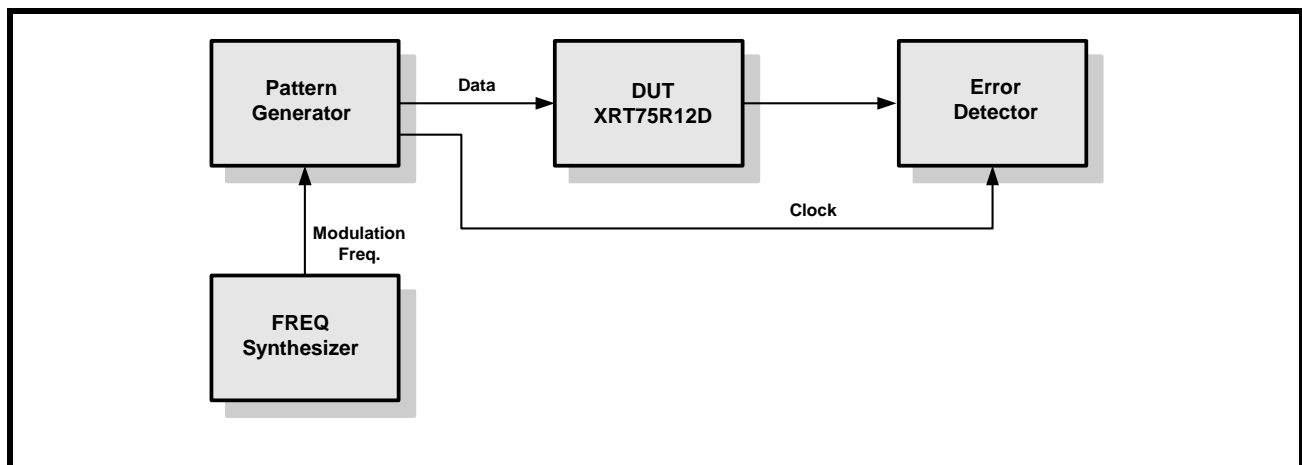 Pattern
Generator
Data
DUT
XRT75R12D
Error
Detector
Clock
Modulation
Freq.
FREQ
Synthesizer